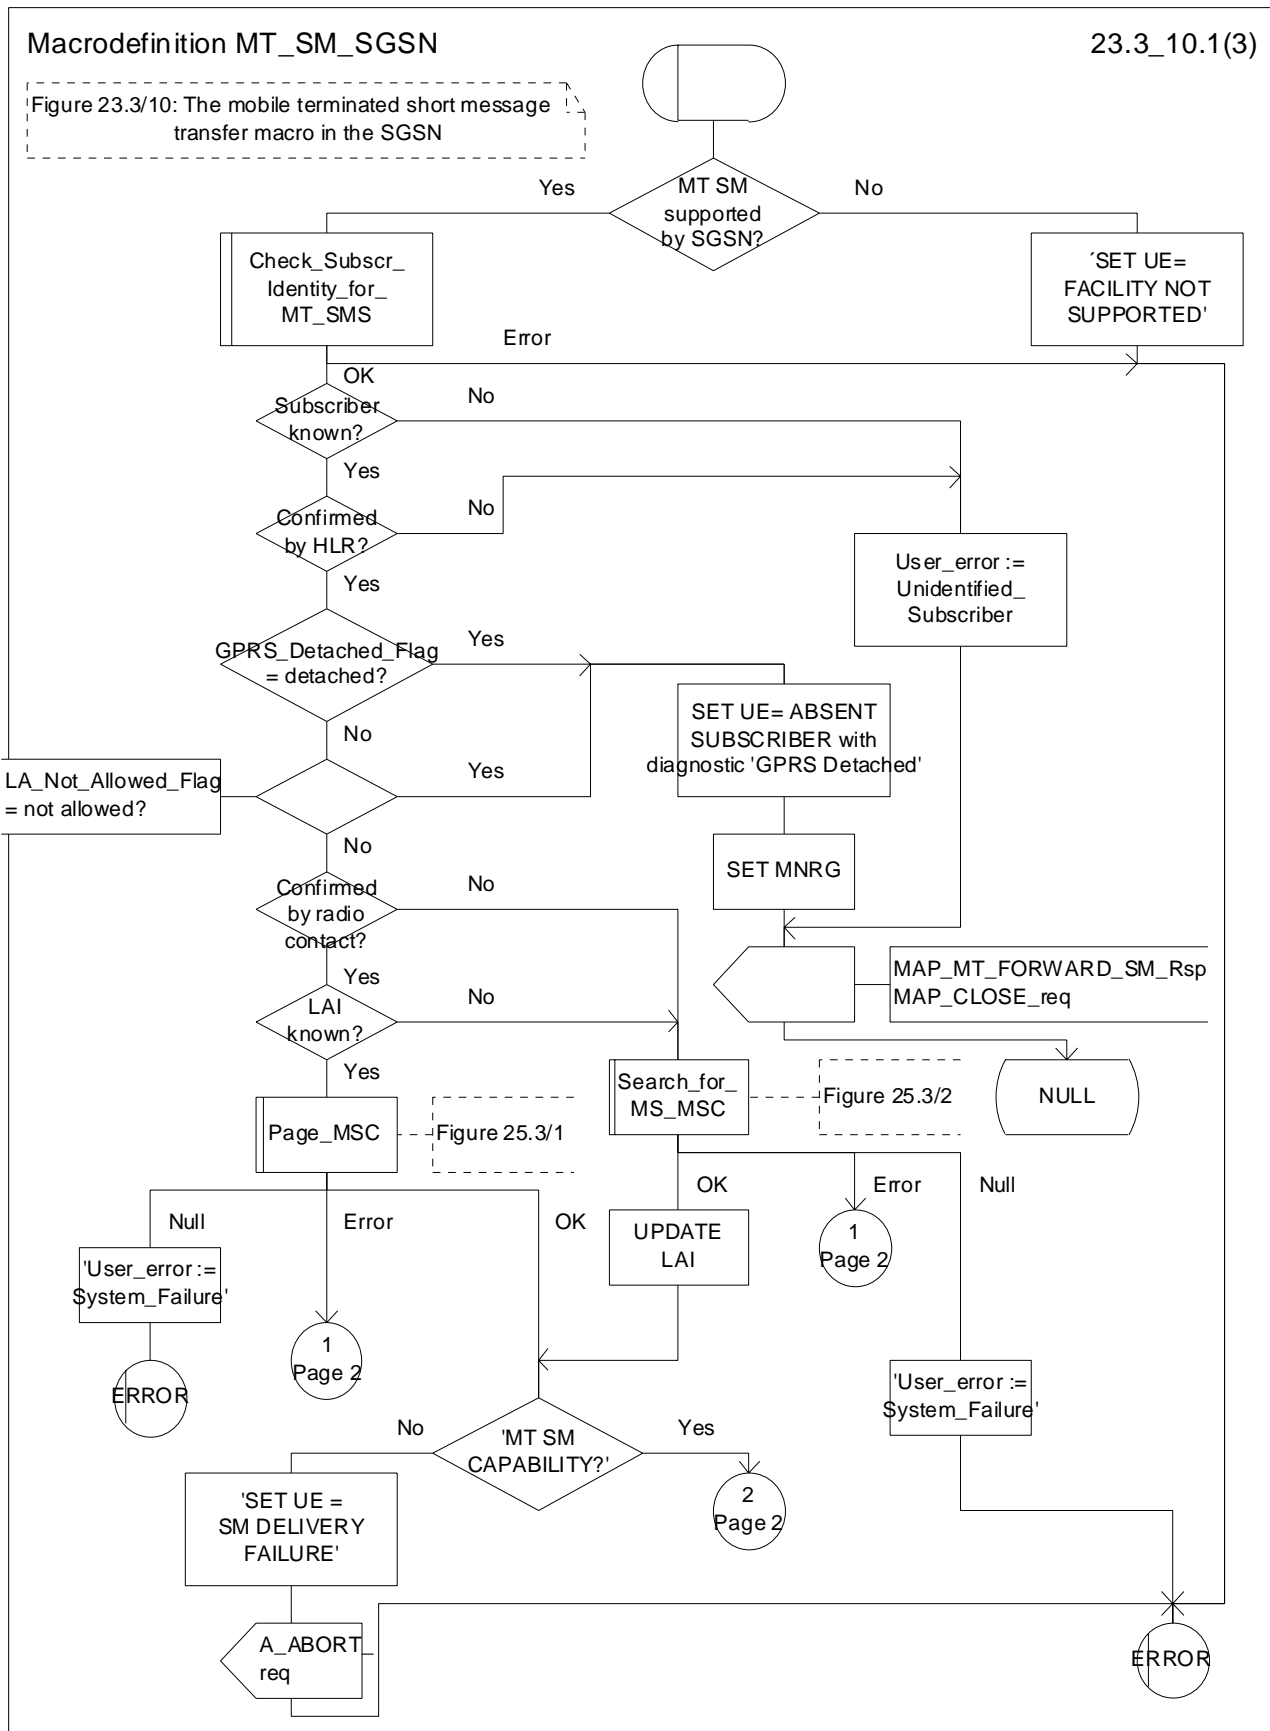 Macrodefinition MT_SM_SGSN
23.3_10.1(3)
Figure 23.3/10: The mobile terminated short message
transfer macro in the SGSN
Yes
MT SM
supported
by SGSN?
No
Check_Subscr_
Identity_for_
MT_SMS
´SET UE=
FACILITY NOT
SUPPORTED'
Error
OK
Subscriber
known?
No
Yes
Confirmed
by HLR?
No
User_error :=
Unidentified_
Subscriber
Yes
GPRS_Detached_Flag
= detached?
Yes
SET UE= ABSENT
SUBSCRIBER with
diagnostic 'GPRS Detached'
No
LA_Not_Allowed_Flag
= not allowed?
Yes
No
SET MNRG
Confirmed
by radio
contact?
No
Yes
MAP_MT_FORWARD_SM_Rsp
MAP_CLOSE_req
LAI
known?
No
Yes
Search_for_
MS_MSC
Figure 25.3/2
NULL
Page_MSC
Figure 25.3/1
OK
Error
Null
Null
Error
OK
UPDATE
LAI
1
Page 2
'User_error :=
System_Failure'
1
Page 2
ERROR
'User_error :=
System_Failure'
No
'MT SM
CAPABILITY?'
Yes
2
Page 2
'SET UE =
SM DELIVERY
FAILURE'
A_ABORT_
req
ERROR